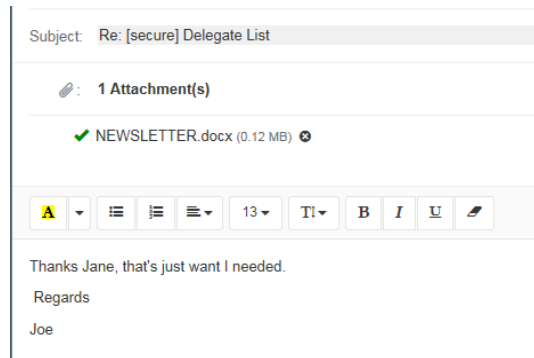 Subject: Re: [secure] Delegate List
: 1 Attachment(s)
NEWSLETTER.docx (0.12 MB)
A 13 T! B I U
Thanks Jane, that's just want I needed.
Regards
Joe